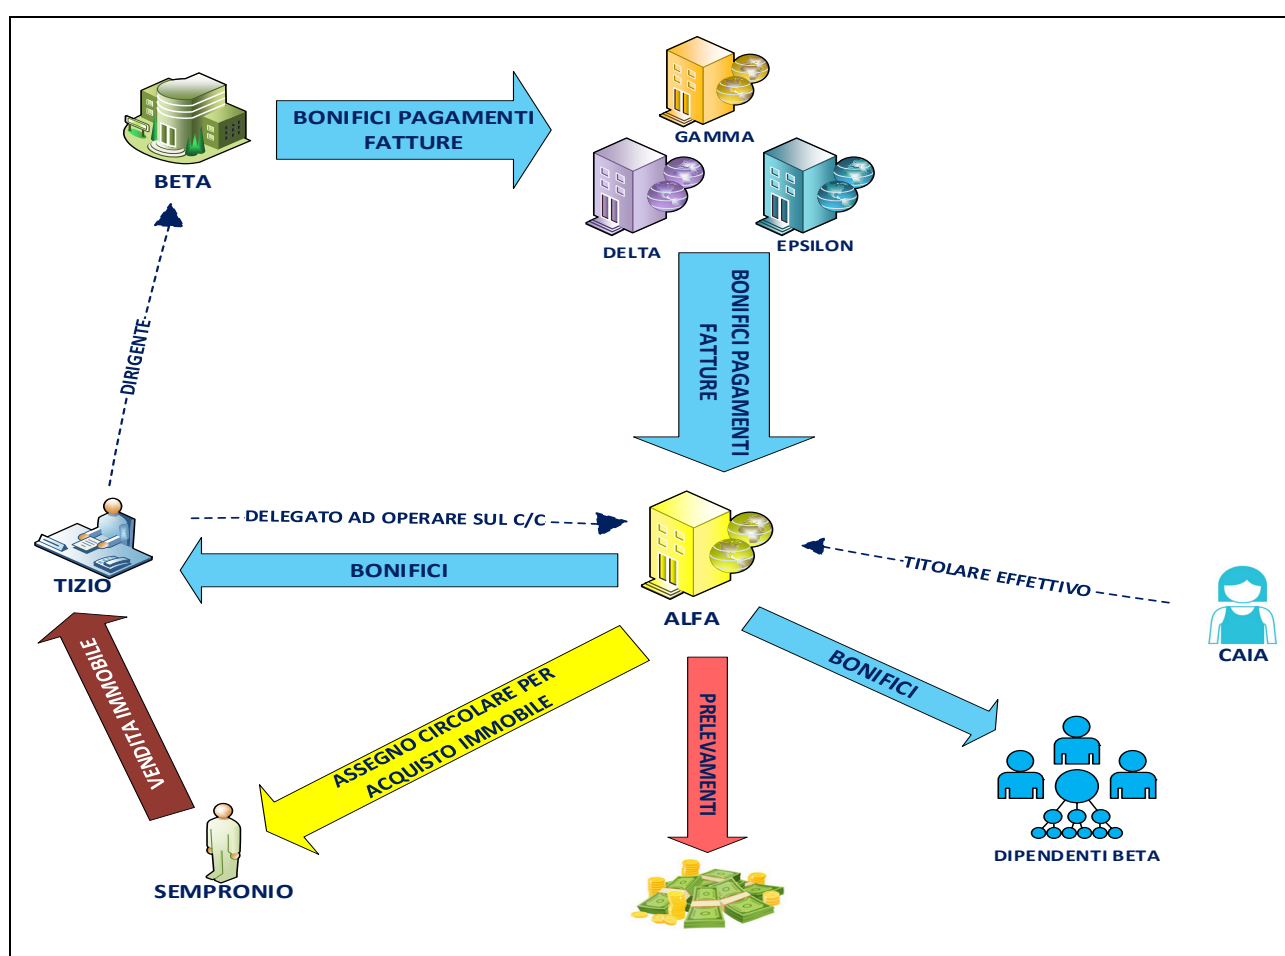 BONIFICI PAGAMENTI
FATTURE
GAMMA
BETA
DELTA
EPSILON
BONIFICI PAGAMENTI
FATTURE
DIRIGENTE
DELEGATO AD OPERARE SUL C/C
TITOLARE EFFETTIVO
BONIFICI
TIZIO
ALFA
CAIA
VENDITA IMMOBILE
ASSEGNO CIRCOLARE PER
ACQUISTO IMMOBILE
PRELEVAMENTI
BONIFICI
DIPENDENTI BETA
SEMPRONIO